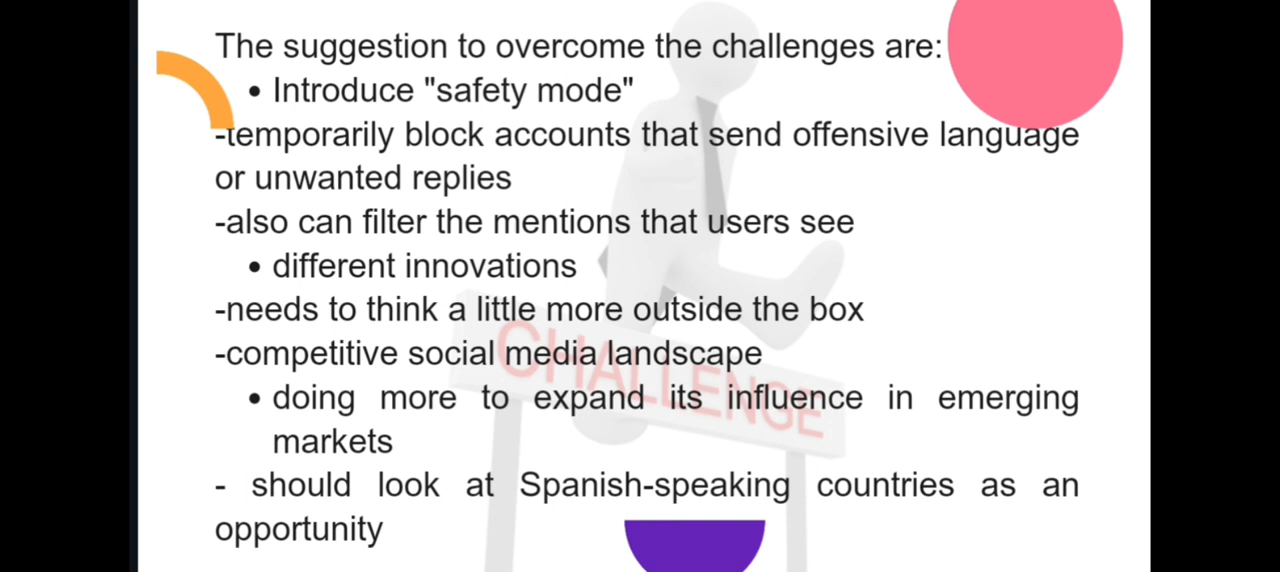 The suggestion to overcome the challenges are:
• Introduce "safety mode"
-temporarily block accounts that send offensive language
or unwanted replies
-also can filter the mentions that users see
• different innovations
-needs to think a little more outside the box
-competitive social media landscape
• doing more to expand its influence in emerging
markets
- should look at Spanish-speaking countries as an
opportunity
CHALLENGE